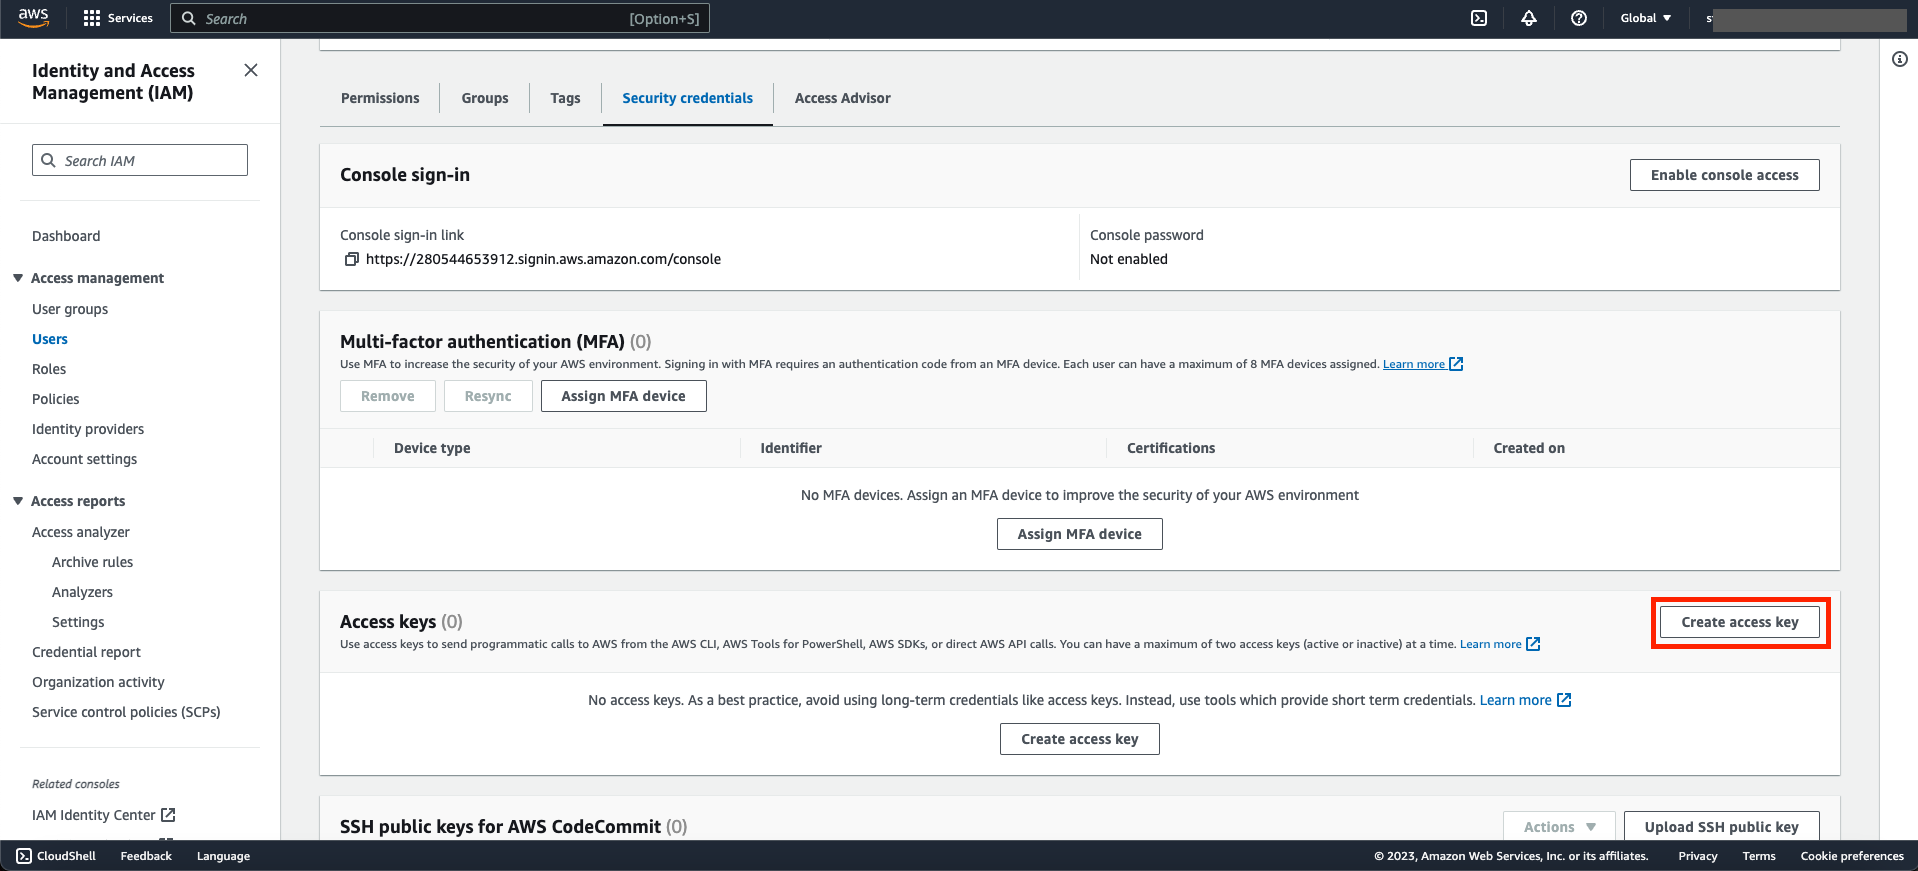 aws
Services
Search
[Option+S]
Global
Identity and Access
Management (IAM)
Search IAM
Dashboard
Access management
User groups
Users
Roles
Policies
Identity providers
Account settings
Access reports
Access analyzer
Archive rules
Analyzers
Settings
Credential report
Organization activity
Service control policies (SCPs)
Related consoles
IAM Identity Center
Permissions
Groups
Tags
Security credentials
Access Advisor
Console sign-in
Enable console access
Console sign-in link
https://280544653912.signin.aws.amazon.com/console
Console password
Not enabled
Multi-factor authentication (MFA) (0)
Use MFA to increase the security of your AWS environment. Signing in with MFA requires an authentication code from an MFA device. Each user can have a maximum of 8 MFA devices assigned. Learn more
Remove
Resync
Assign MFA device
Device type
Identifier
Certifications
Created on
No MFA devices. Assign an MFA device to improve the security of your AWS environment
Assign MFA device
Access keys (0)
Create access key
Use access keys to send programmatic calls to AWS from the AWS CLI, AWS Tools for PowerShell, AWS SDKs, or direct AWS API calls. You can have a maximum of two access keys (active or inactive) at a time. Learn more
No access keys. As a best practice, avoid using long-term credentials like access keys. Instead, use tools which provide short term credentials. Learn more
Create access key
SSH public keys for AWS CodeCommit (0)
Actions
Upload SSH public key
CloudShell
Feedback
Language
© 2023, Amazon Web Services, Inc. or its affiliates.
Privacy
Terms
Cookie preferences